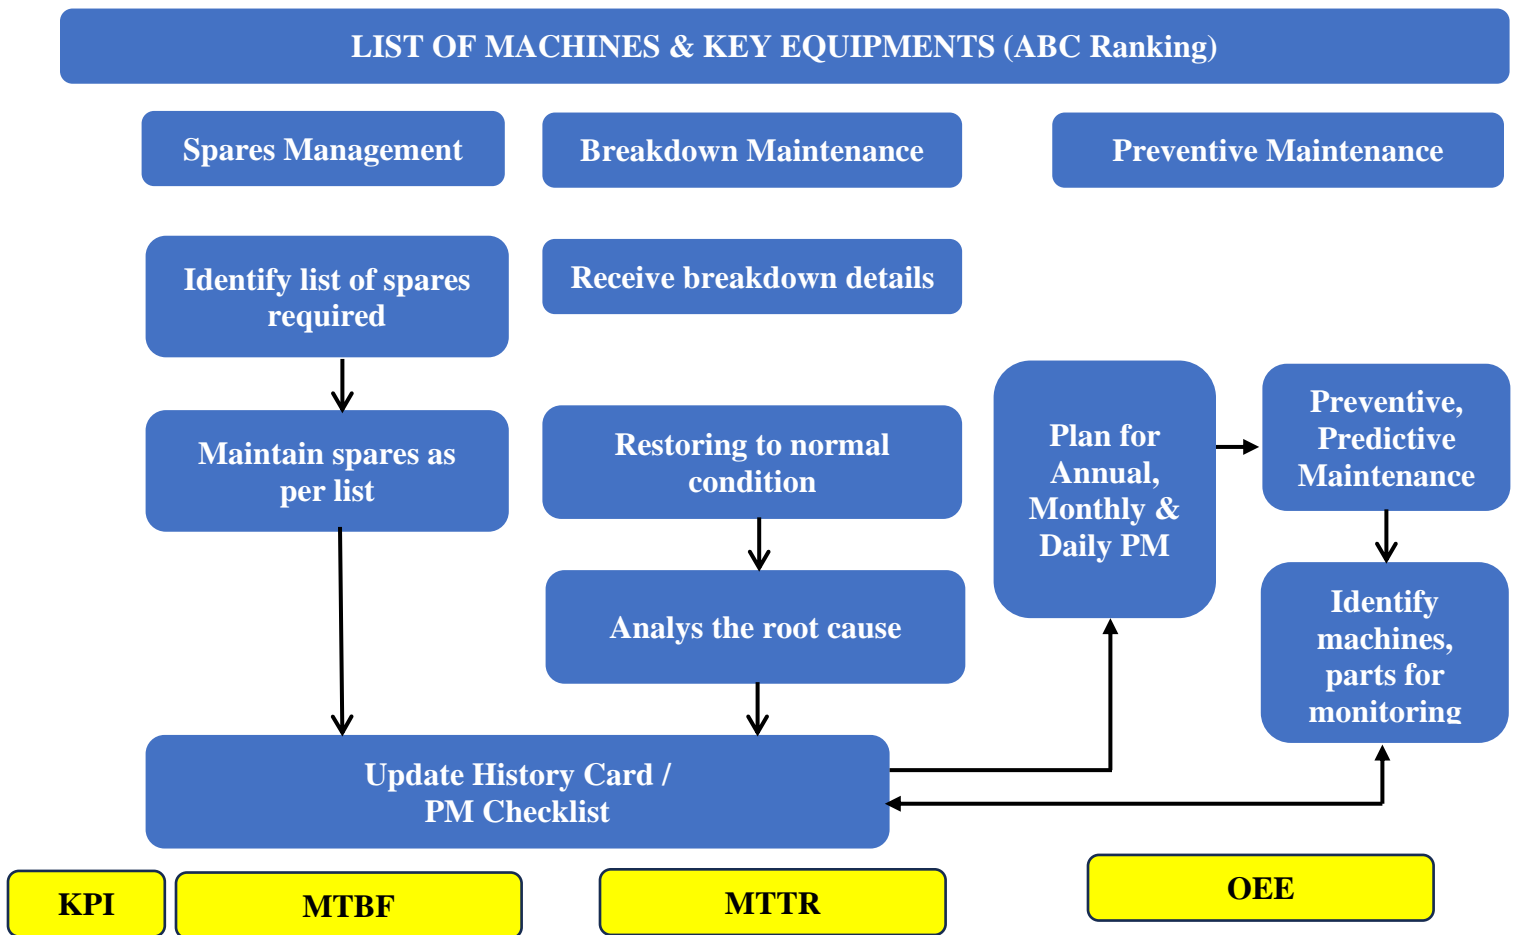 LIST OF MACHINES & KEY EQUIPMENTS (ABC Ranking)
Spares Management
Breakdown Maintenance
Preventive Maintenance
Identify list of spares
required
Receive breakdown details
Maintain spares as
per list
Restoring to normal
condition
Plan for
Annual,
Monthly &
Daily PM
Preventive,
Predictive
Maintenance
Analys the root cause
Identify
machines,
parts for
monitoring
Update History Card /
PM Checklist
KPI
MTBF
MTTR
OEE